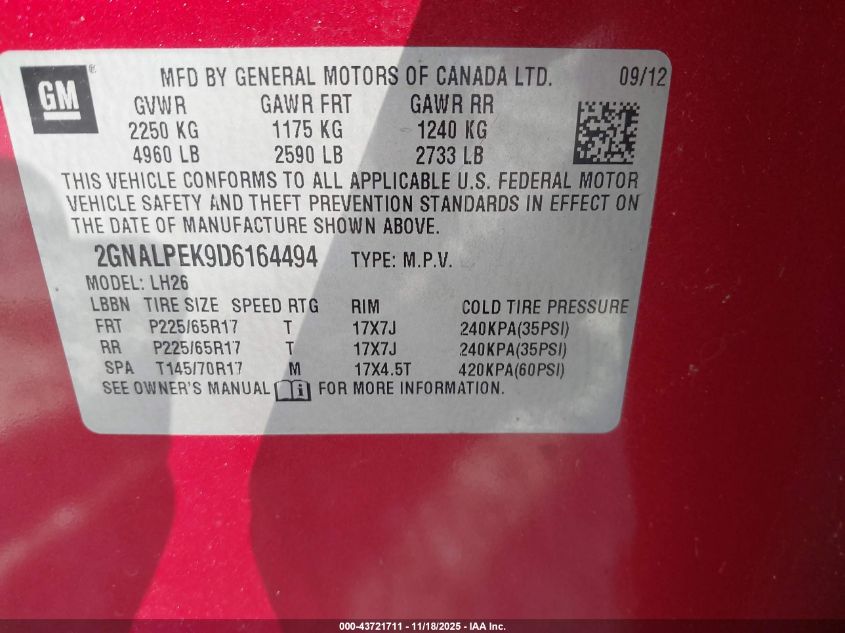 GM ®
MFD BY GENERAL MOTORS OF CANADA LTD. 09/12
GVWR GAWR FRT GAWR RR
2250 KG 1175 KG 1240 KG
4960 LB 2590 LB 2733 LB
THIS VEHICLE CONFORMS TO ALL APPLICABLE U.S. FEDERAL MOTOR
VEHICLE SAFETY AND THEFT PREVENTION STANDARDS IN EFFECT ON
THE DATE OF MANUFACTURE SHOWN ABOVE.
2GNALPEK9D6164494 TYPE: M.P.V.
MODEL: LH26
LBBN TIRE SIZE SPEED RTG RIM COLD TIRE PRESSURE
FRT P225/65R17 T 17X7J 240KPA(35PSI)
RR P225/65R17 T 17X7J 240KPA(35PSI)
SPA T145/70R17 M 17X4.5T 420KPA(60PSI)
SEE OWNER'S MANUAL i FOR MORE INFORMATION.
000-43721711 - 11/18/2025 - IAA Inc.